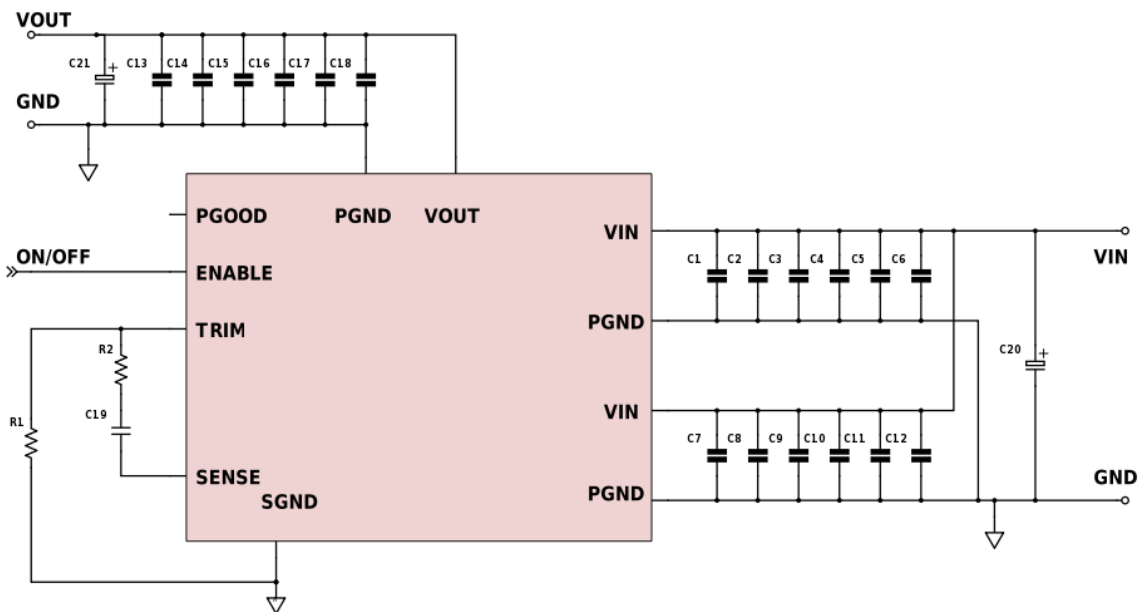 VOUT
C21 + C13 C14 C15 C16 C17 C18
GND
PGOOD PGND VOUT
VIN
ON/OFF
VIN
ENABLE
C1 C2 C3 C4 C5 C6
PGND
TRIM
R2
C20 +
C19
VIN
R1
C7 C8 C9 C10 C11 C12
SENSE
GND
PGND
SGND